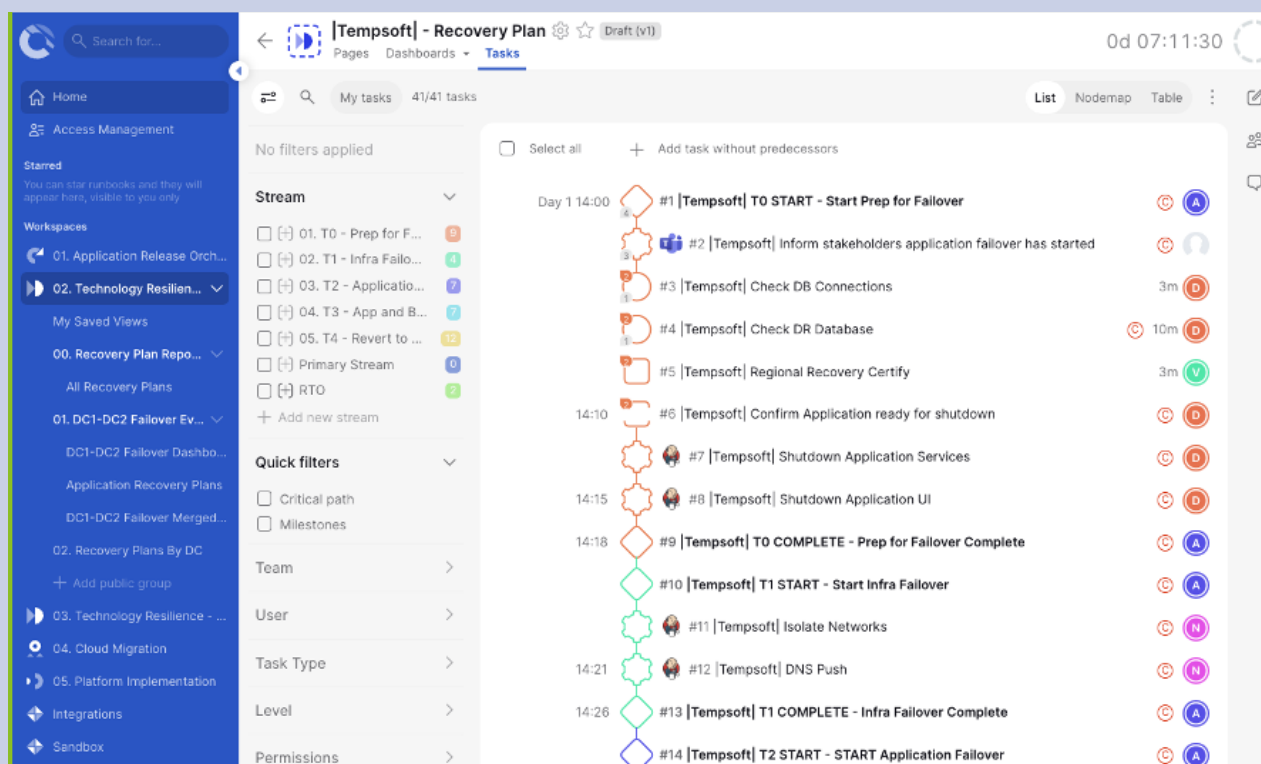 Search for...
Home
Access Management
Starred
You can star runbooks and they will
appear here, visible to you only
Workspaces
01. Application Release Orch...
02. Technology Resilien...
My Saved Views
00. Recovery Plan Repo...
All Recovery Plans
01. DC1-DC2 Failover Ev...
DC1-DC2 Failover Dashbo...
Application Recovery Plans
DC1-DC2 Failover Merged...
02. Recovery Plans By DC
+ Add public group
03. Technology Resilience - ...
04. Cloud Migration
05. Platform Implementation
Integrations
Sandbox
|Tempsoft| - Recovery Plan Draft (v1)
Pages Dashboards Tasks
0d 07:11:30
My tasks 41/41 tasks
List Nodemap Table
No filters applied
Stream
[+] 01. T0 - Prep for F... 9
[+] 02. T1 - Infra Failo... 4
[+] 03. T2 - Applicatio... 7
[+] 04. T3 - App and B... 7
[+] 05. T4 - Revert to ... 12
[+] Primary Stream 0
[+] RTO 2
+ Add new stream
Quick filters
Critical path
Milestones
Team
User
Task Type
Level
Permissions
Select all + Add task without predecessors
Day 1 14:00 4 #1 |Tempsoft| T0 START - Start Prep for Failover C A
3 #2 |Tempsoft| Inform stakeholders application failover has started C
2 1 #3 |Tempsoft| Check DB Connections 3m D
2 1 #4 |Tempsoft| Check DR Database C 10m D
2 #5 |Tempsoft| Regional Recovery Certify 3m V
14:10 2 #6 |Tempsoft| Confirm Application ready for shutdown C D
#7 |Tempsoft| Shutdown Application Services C D
14:15 #8 |Tempsoft| Shutdown Application UI C D
14:18 #9 |Tempsoft| T0 COMPLETE - Prep for Failover Complete C A
#10 |Tempsoft| T1 START - Start Infra Failover C A
#11 |Tempsoft| Isolate Networks C N
14:21 #12 |Tempsoft| DNS Push C N
14:26 #13 |Tempsoft| T1 COMPLETE - Infra Failover Complete C A
#14 |Tempsoft| T2 START - START Application Failover C A